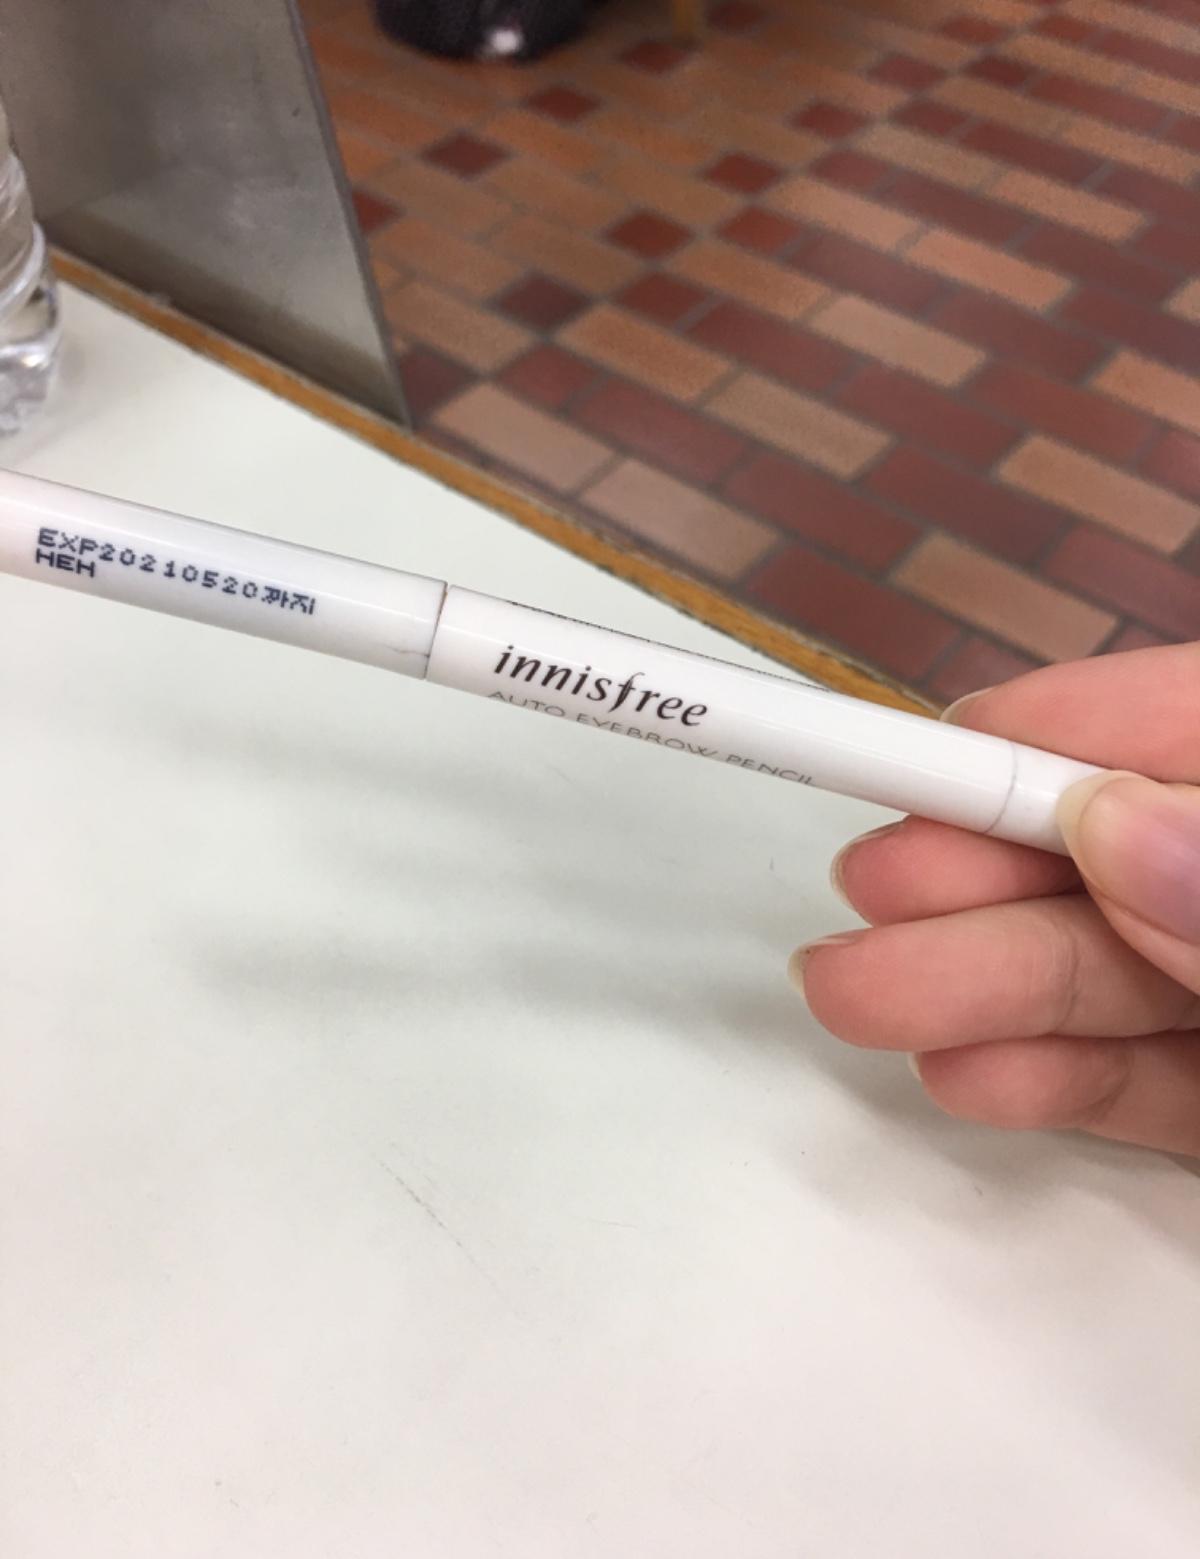 EXP20210520까지
HEH
innisfree
AUTO EYEBROW PENCIL